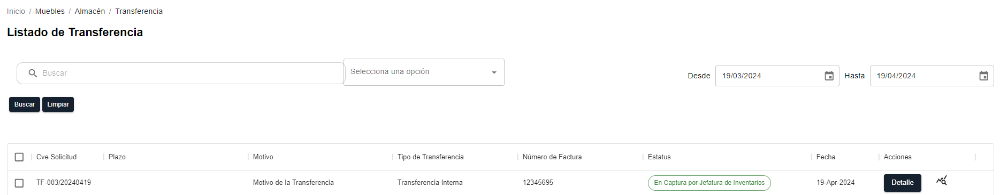 Inicio / Muebles / Almacén / Transferencia
Listado de Transferencia
Buscar
Selecciona una opción
Desde 19/03/2024 Hasta 19/04/2024
Buscar Limpiar
Cve Solicitud Plazo Motivo Tipo de Transferencia Número de Factura Estatus Fecha Acciones
TF-003/20240419 Motivo de la Transferencia Transferencia Interna 12345695 En Captura por Jefatura de Inventarios 19-Apr-2024 Detalle